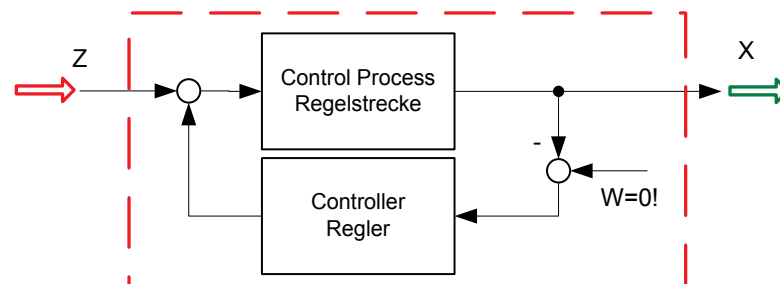 Z
X
Control Process
Regelstrecke
-
W=0!
Controller
Regler